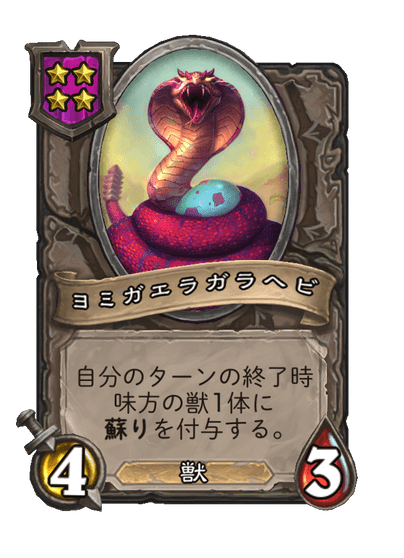 ヨミガエラガラヘビ
自分のターンの終了時
味方の獣1体に
蘇りを付与する。
4
獣
3